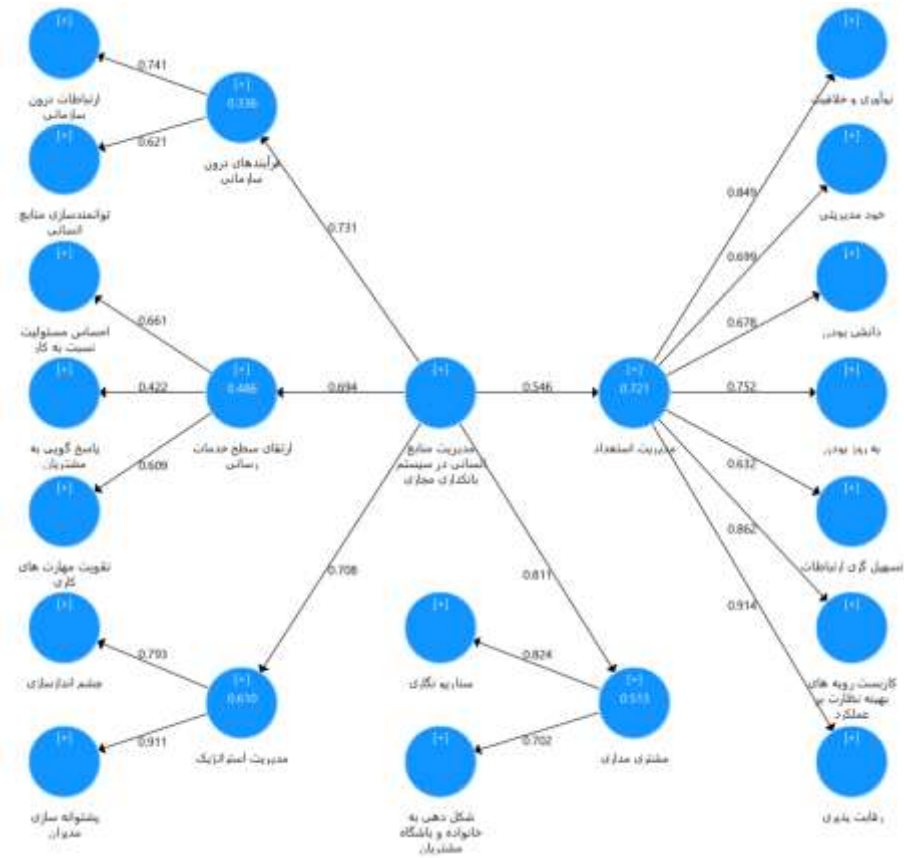 [+]
ارتباطات درون
سازمانی
[+]
توانمندسازی منابع
انسانی
0.741
0.621
[+]
0.336
فرآیندهای درون
سازمانی
0.731
[+]
احساس مسئولیت
نسبت به کار
[+]
پاسخ گویی به
مشتریان
[+]
تقویت مهارت های
کاری
0.661
0.422
0.609
[+]
0.486
ارتقای سطح خدمات
رسانی
0.694
[+]
مدیریت منابع
انسانی در سیستم
بانکداری مجازی
0.546
[+]
0.721
مدیریت استعداد
0.849
0.699
0.678
0.752
0.632
0.862
0.914
[+]
نوآوری و خلاقیت
[+]
خود مدیریتی
[+]
دانشی بودن
[+]
به روز بودن
[+]
تسهیل گری ارتباطات
[+]
کاربست رویه های
بهینه نظارت بر
عملکرد
[+]
رقابت پذیری
0.708
0.811
[+]
چشم اندازسازی
[+]
پشتوانه سازی
مدیران
0.793
0.911
[+]
0.610
مدیریت استراتژیک
[+]
سناریو نگاری
[+]
شکل دهی به
خانواده و باشگاه
مشتریان
0.824
0.702
[+]
0.513
مشتری مداری